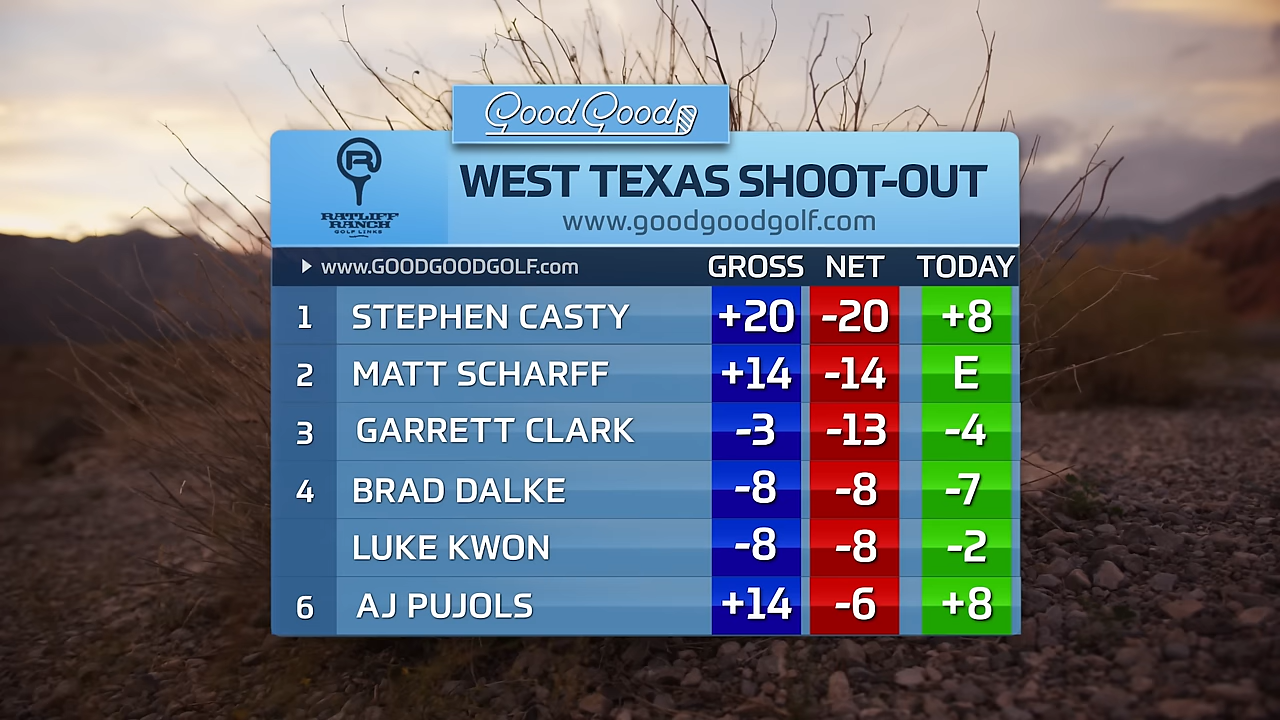 Good Good
R
WEST TEXAS SHOOT-OUT
RATLIFF
RANCH
GOLF LINKS
www.goodgoodgolf.com
www.GOODGOODGOLF.com GROSS NET TODAY
1 STEPHEN CASTY +20 -20 +8
2 MATT SCHARFF +14 -14 E
3 GARRETT CLARK -3 -13 -4
4 BRAD DALKE -8 -8 -7
LUKE KWON -8 -8 -2
6 AJ PUJOLS +14 -6 +8